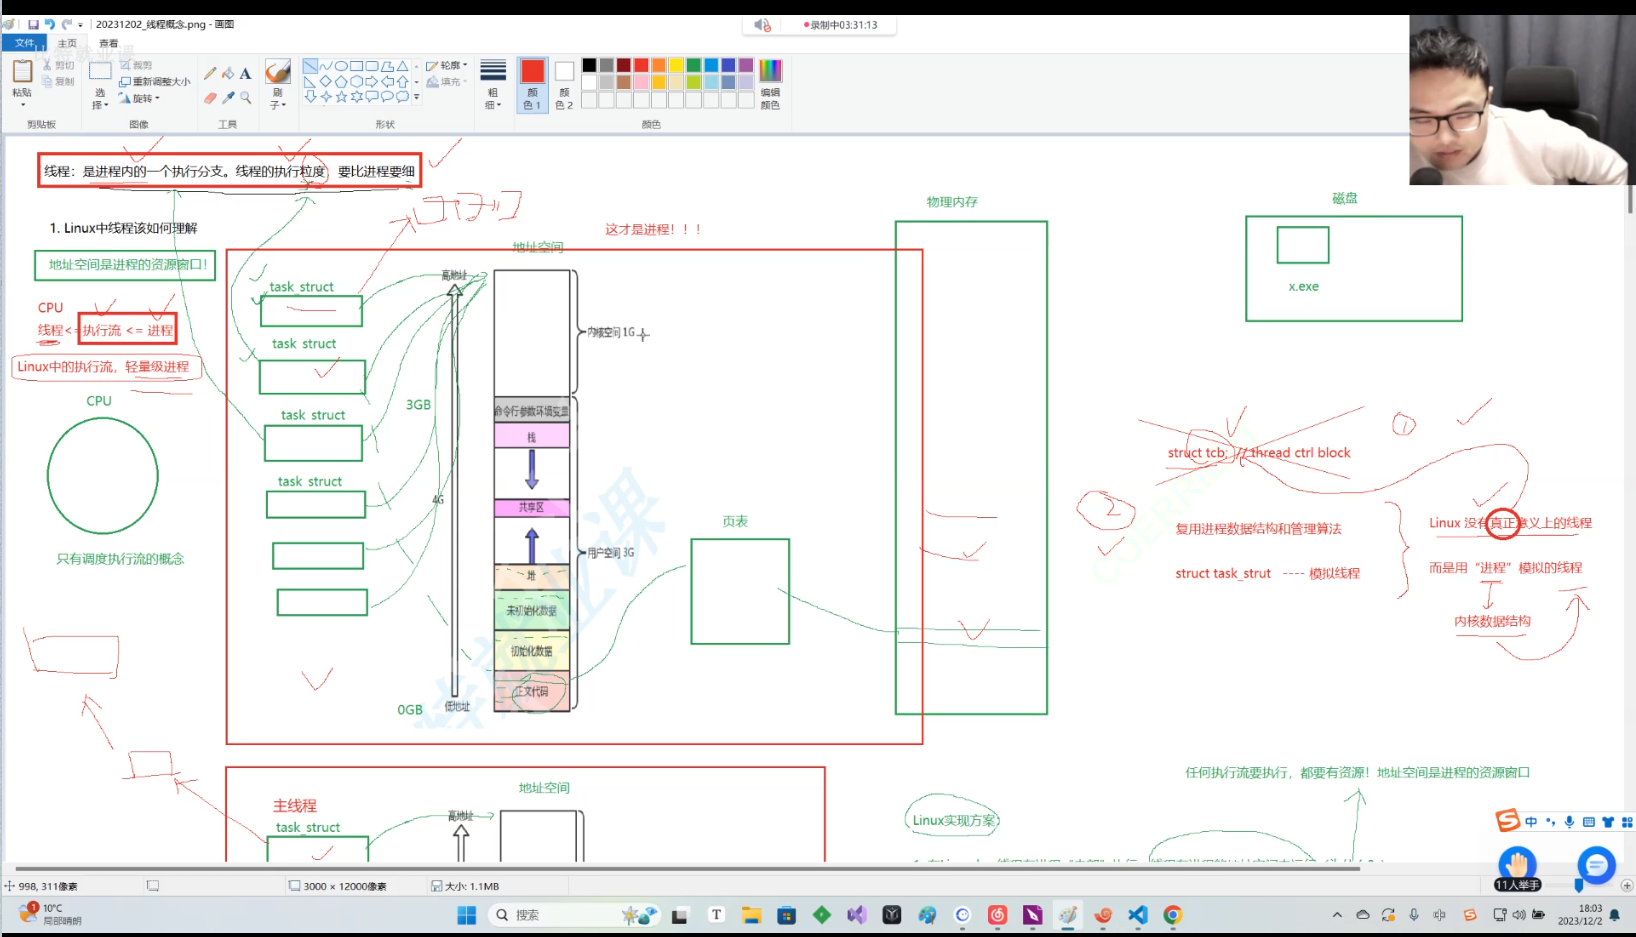 20231202_线程概念.png - 画图
录制中03:31:13
文件 主页 查看
粘贴 剪切 复制
选择 裁剪 重新调整大小 旋转
刷子
轮廓 填充
粗细
颜色1 颜色2 编辑颜色
剪贴板 图像 工具 形状 颜色
线程：是进程内的一个执行分支。线程的执行粒度，要比进程要细
1. Linux中线程该如何理解
地址空间是进程的资源窗口！
CPU
线程<= 执行流 <= 进程
Linux中的执行流，轻量级进程
CPU
只有调度执行流的概念
这才是进程！！！
地址空间
task_struct
task_struct
task_struct
task_struct
高地址
3GB
4G
0GB
低地址
内核空间 1G
命令行参数环境变量
栈
共享区
用户空间 3G
堆
未初始化数据
初始化数据
正文代码
页表
物理内存
磁盘
x.exe
struct tcb; // thread ctrl block
①
②
复用进程数据结构和管理算法
struct task_strut ---- 模拟线程
Linux 没有真正意义上的线程
而是用“进程”模拟的线程
内核数据结构
主线程
task_struct
地址空间
高地址
任何执行流要执行，都要有资源！地址空间是进程的资源窗口
Linux实现方案
中
11人举手
998, 311像素
3000 × 12000像素
大小: 1.1MB
1
10°C
局部晴朗
搜索
中
18:03
2023/12/2